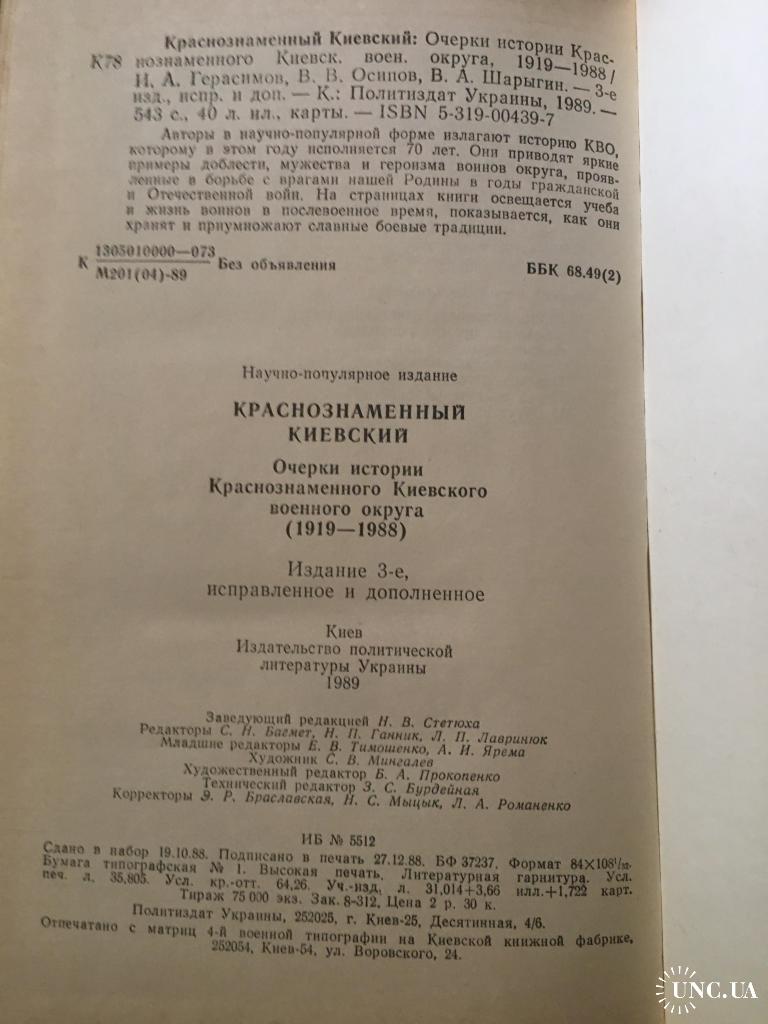 Краснознаменный Киевский: Очерки истории Крас-
К78 нознаменного Киевск. воен. округа, 1919—1988 /
И. А. Герасимов, В. В. Осипов, В. А. Шарыгин. — 3-е
изд., испр. и доп. — К.: Политиздат Украины, 1989. —
543 с., 40 л. ил., карты. — ISBN 5-319-00439-7
Авторы в научно-популярной форме излагают историю КВО,
которому в этом году исполняется 70 лет. Они приводят яркие
примеры доблести, мужества и героизма воинов округа, прояв-
ленные в борьбе с врагами нашей Родины в годы гражданской
и Отечественной войн. На страницах книги освещается учеба
и жизнь воинов в послевоенное время, показывается, как они
хранят и приумножают славные боевые традиции.
К 1305010000—073
М201(04)-89 Без объявления
ББК 68.49(2)
Научно-популярное издание
КРАСНОЗНАМЕННЫЙ
КИЕВСКИЙ
Очерки истории
Краснознаменного Киевского
военного округа
(1919—1988)
Издание 3-е,
исправленное и дополненное
Киев
Издательство политической
литературы Украины
1989
Заведующий редакцией Н. В. Стетюха
Редакторы С. Н. Багмет, Н. П. Ганник, Л. П. Лавринюк
Младшие редакторы Е. В. Тимошенко, А. И. Ярема
Художник С. В. Мингалев
Художественный редактор Б. А. Прокопенко
Технический редактор З. С. Бурдейная
Корректоры Э. Р. Браславская, Н. С. Мыцык, Л. А. Романенко
ИБ № 5512
Сдано в набор 19.10.88. Подписано в печать 27.12.88. БФ 37237. Формат 84×108¹/₃₂.
Бумага типографская № 1. Высокая печать. Литературная гарнитура. Усл.
печ. л. 35,805. Усл. кр.-отт. 64,26. Уч.-изд. л. 31,014+3,66 илл.+1,722 карт.
Тираж 75 000 экз. Зак. 8-312, Цена 2 р. 30 к.
Политиздат Украины, 252025, г. Киев-25, Десятинная, 4/6.
Отпечатано с матриц 4-й военной типографии на Киевской книжной фабрике,
252054, Киев-54, ул. Воровского, 24.
UNC.UA